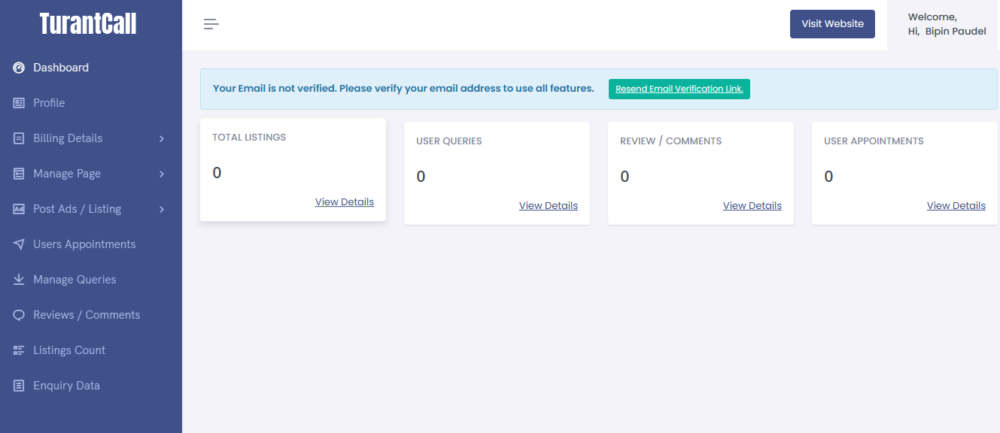 TurantCall
Dashboard
Profile
Billing Details
Manage Page
Ad
Post Ads / Listing
Users Appointments
Manage Queries
Reviews / Comments
Listings Count
Enquiry Data
Visit Website
Welcome,
Hi, Bipin Paudel
Your Email is not verified. Please verify your email address to use all features.
Resend Email Verification Link.
TOTAL LISTINGS
0
View Details
USER QUERIES
0
View Details
REVIEW / COMMENTS
0
View Details
USER APPOINTMENTS
0
View Details